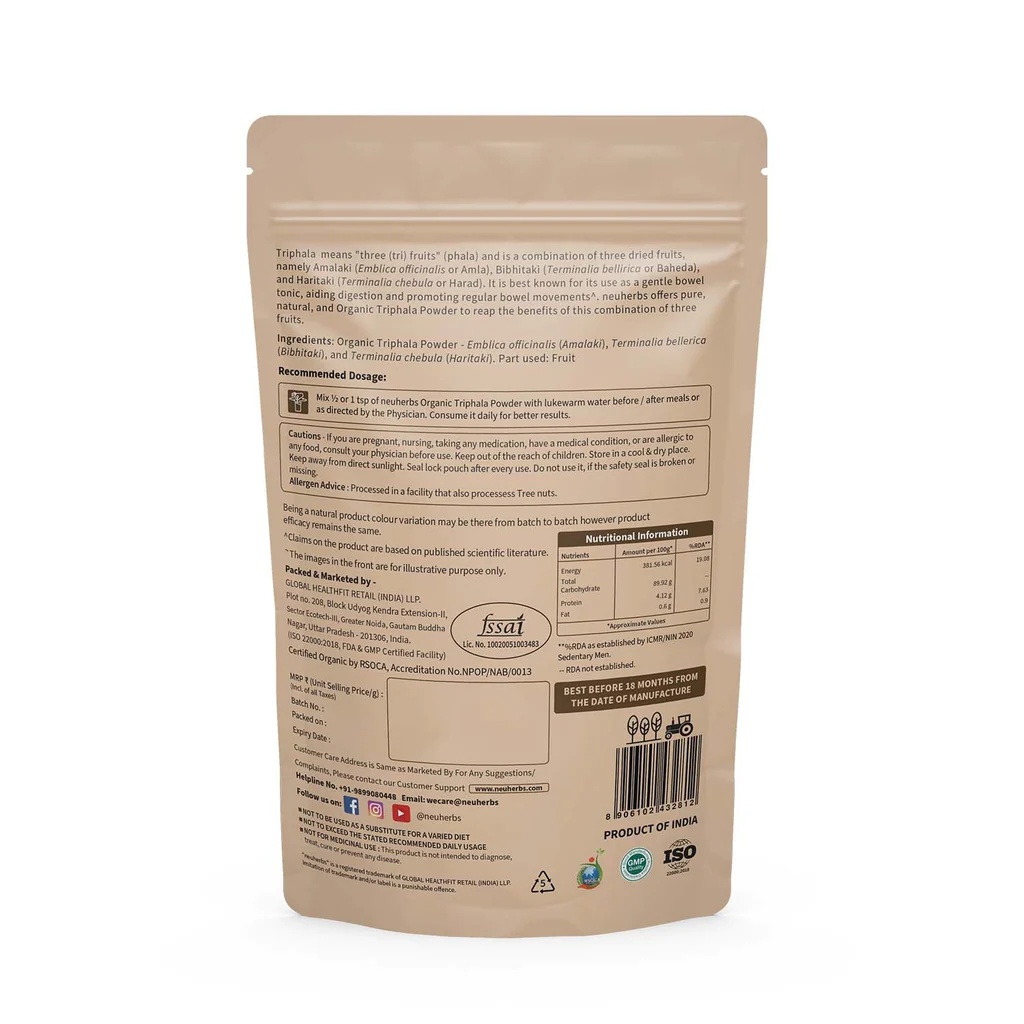 Triphala means "three (tri) fruits" (phala) and is a combination of three dried fruits,
namely Amalaki (Emblica officinalis or Amla), Bibhitaki (Terminalia bellirica or Baheda),
and Haritaki (Terminalia chebula or Harad). It is best known for its use as a gentle bowel
tonic, aiding digestion and promoting regular bowel movements^. neuherbs offers pure,
natural, and Organic Triphala Powder to reap the benefits of this combination of three
fruits.
Ingredients: Organic Triphala Powder - Emblica officinalis (Amalaki), Terminalia bellerica
(Bibhitaki), and Terminalia chebula (Haritaki). Part used: Fruit
Recommended Dosage:
Mix ½ or 1 tsp of neuherbs Organic Triphala Powder with lukewarm water before / after meals or
as directed by the Physician. Consume it daily for better results.
Cautions - If you are pregnant, nursing, taking any medication, have a medical condition, or are allergic to
any food, consult your physician before use. Keep out of the reach of children. Store in a cool & dry place.
Keep away from direct sunlight. Seal lock pouch after every use. Do not use it, if the safety seal is broken or
missing.
Allergen Advice : Processed in a facility that also processess Tree nuts.
Being a natural product colour variation may be there from batch to batch however product
efficacy remains the same.
^Claims on the product are based on published scientific literature.
~The images in the front are for illustrative purpose only.
Packed & Marketed by -
GLOBAL HEALTHFIT RETAIL (INDIA) LLP.
Plot no. 208, Block Udyog Kendra Extension-II,
Sector Ecotech-III, Greater Noida, Gautam Buddha
Nagar, Uttar Pradesh - 201306, India.
(ISO 22000:2018, FDA & GMP Certified Facility)
Certified Organic by RSOCA, Accreditation No.NPOP/NAB/0013
fssai
Lic. No. 10020051003483
Nutritional Information
Nutrients Amount per 100g* %RDA**
Energy 381.56 kcal 19.08
Total Carbohydrate 89.92 g --
Protein 4.12 g 7.63
Fat 0.6 g 0.9
*Approximate Values
**%RDA as established by ICMR/NIN 2020
Sedentary Men.
-- RDA not established.
BEST BEFORE 18 MONTHS FROM
THE DATE OF MANUFACTURE
MRP ₹ (Unit Selling Price/g) :
(Incl. of all Taxes)
Batch No. :
Packed on :
Expiry Date :
Customer Care Address is Same as Marketed By For Any Suggestions/
Complaints, Please contact our Customer Support www.neuherbs.com
Helpline No. +91-9899080448 Email: wecare@neuherbs
Follow us on: @neuherbs
*NOT TO BE USED AS A SUBSTITUTE FOR A VARIED DIET
*NOT TO EXCEED THE STATED RECOMMENDED DAILY USAGE
*NOT FOR MEDICINAL USE : This product is not intended to diagnose,
treat, cure or prevent any disease.
"neuherbs" is a registered trademark of GLOBAL HEALTHFIT RETAIL (INDIA) LLP.
Imitation of trademark and/or label is a punishable offence.
8 906102 432812
PRODUCT OF INDIA
5
GMP
Quality
ISO
22000:2018